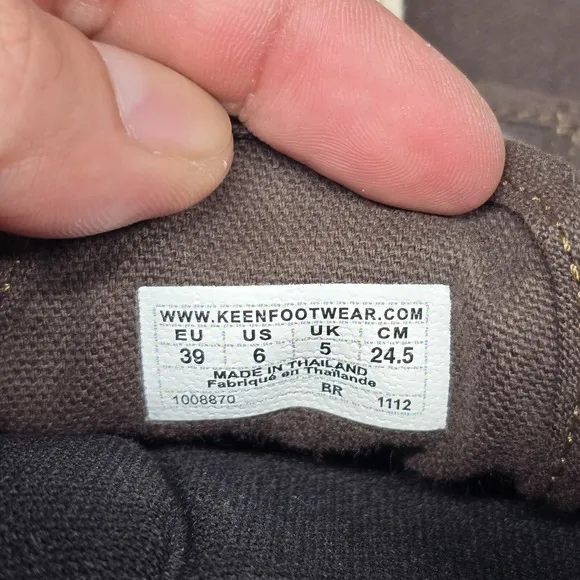 WWW.KEENFOOTWEAR.COM
EU US UK CM
39 6 5 24.5
MADE IN THAILAND
Fabriqué en Thaïlande
BR
1008870 1112